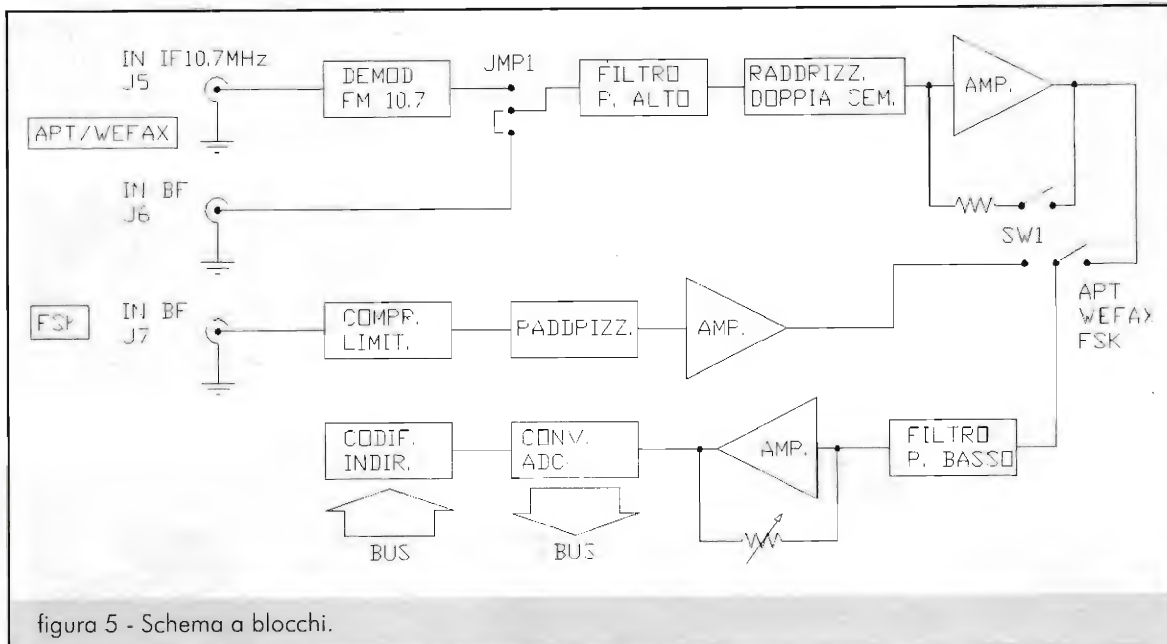 IN IF10.7MHz
J5
DEMOD
FM 10.7
JMP1
FILTRO
P. ALTO
RADDRIZZ.
DOPPIA SEM.
AMP.
APT/WEFAX
IN BF
J6
SW1
FSK
IN BF
J7
COMPR.
LIMIT.
RADDRIZZ.
AMP.
APT
WEFAX
FSK
CODIF.
INDIR.
CONV.
ADC
AMP.
FILTRO
P. BASSO
BUS
BUS
figura 5 - Schema a blocchi.